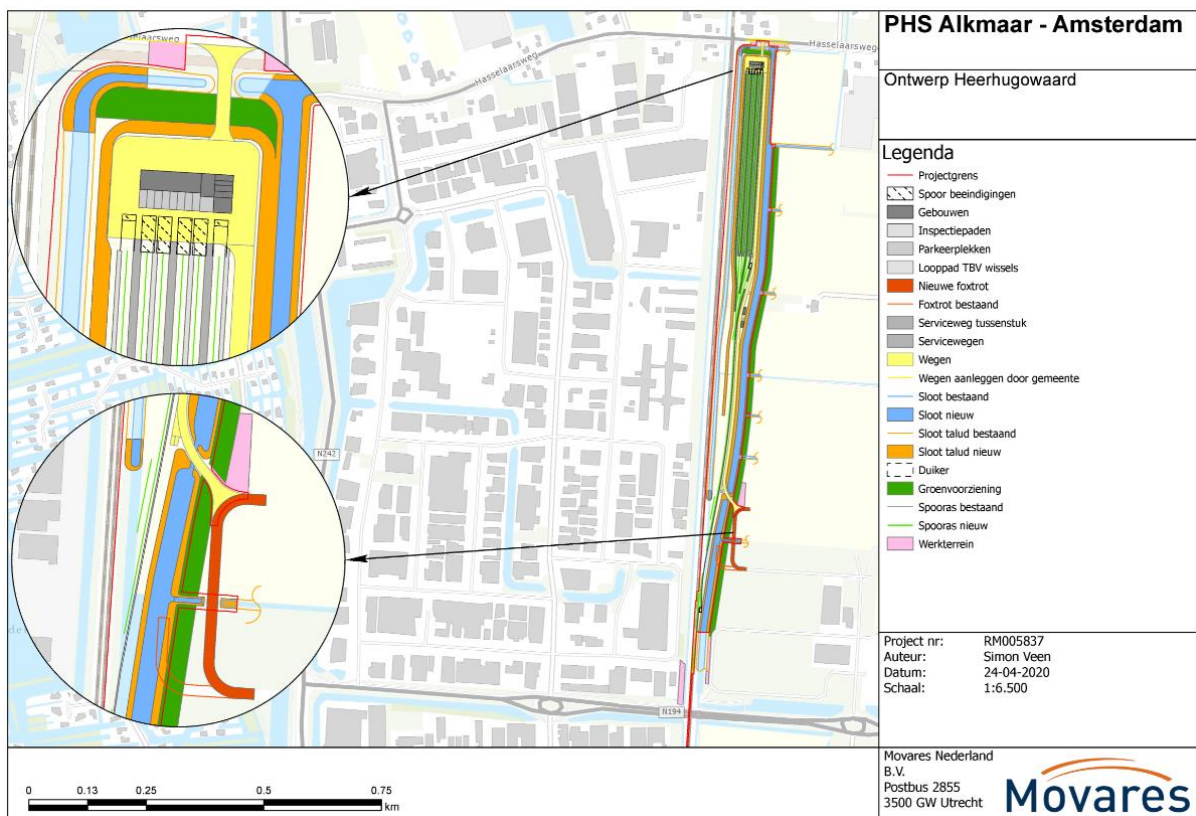 PHS Alkmaar - Amsterdam
Ontwerp Heerhugowaard
Legenda
Projectgrens
Spoor beeindigingen
Gebouwen
Inspectiepaden
Parkeerplekken
Looppad TBV wissels
Nieuwe foxtrot
Foxtrot bestaand
Serviceweg tussenstuk
Servicewegen
Wegen
Wegen aanleggen door gemeente
Sloot bestaand
Sloot nieuw
Sloot talud bestaand
Sloot talud nieuw
Duiker
Groenvoorziening
Spooras bestaand
Spooras nieuw
Werkterrein
Project nr: RM005837
Auteur: Simon Veen
Datum: 24-04-2020
Schaal: 1:6.500
Movares Nederland
B.V.
Postbus 2855
3500 GW Utrecht
Movares
Hasselaarsweg
Hasselaarsweg
N242
N194
0 0.13 0.25 0.5 0.75
km